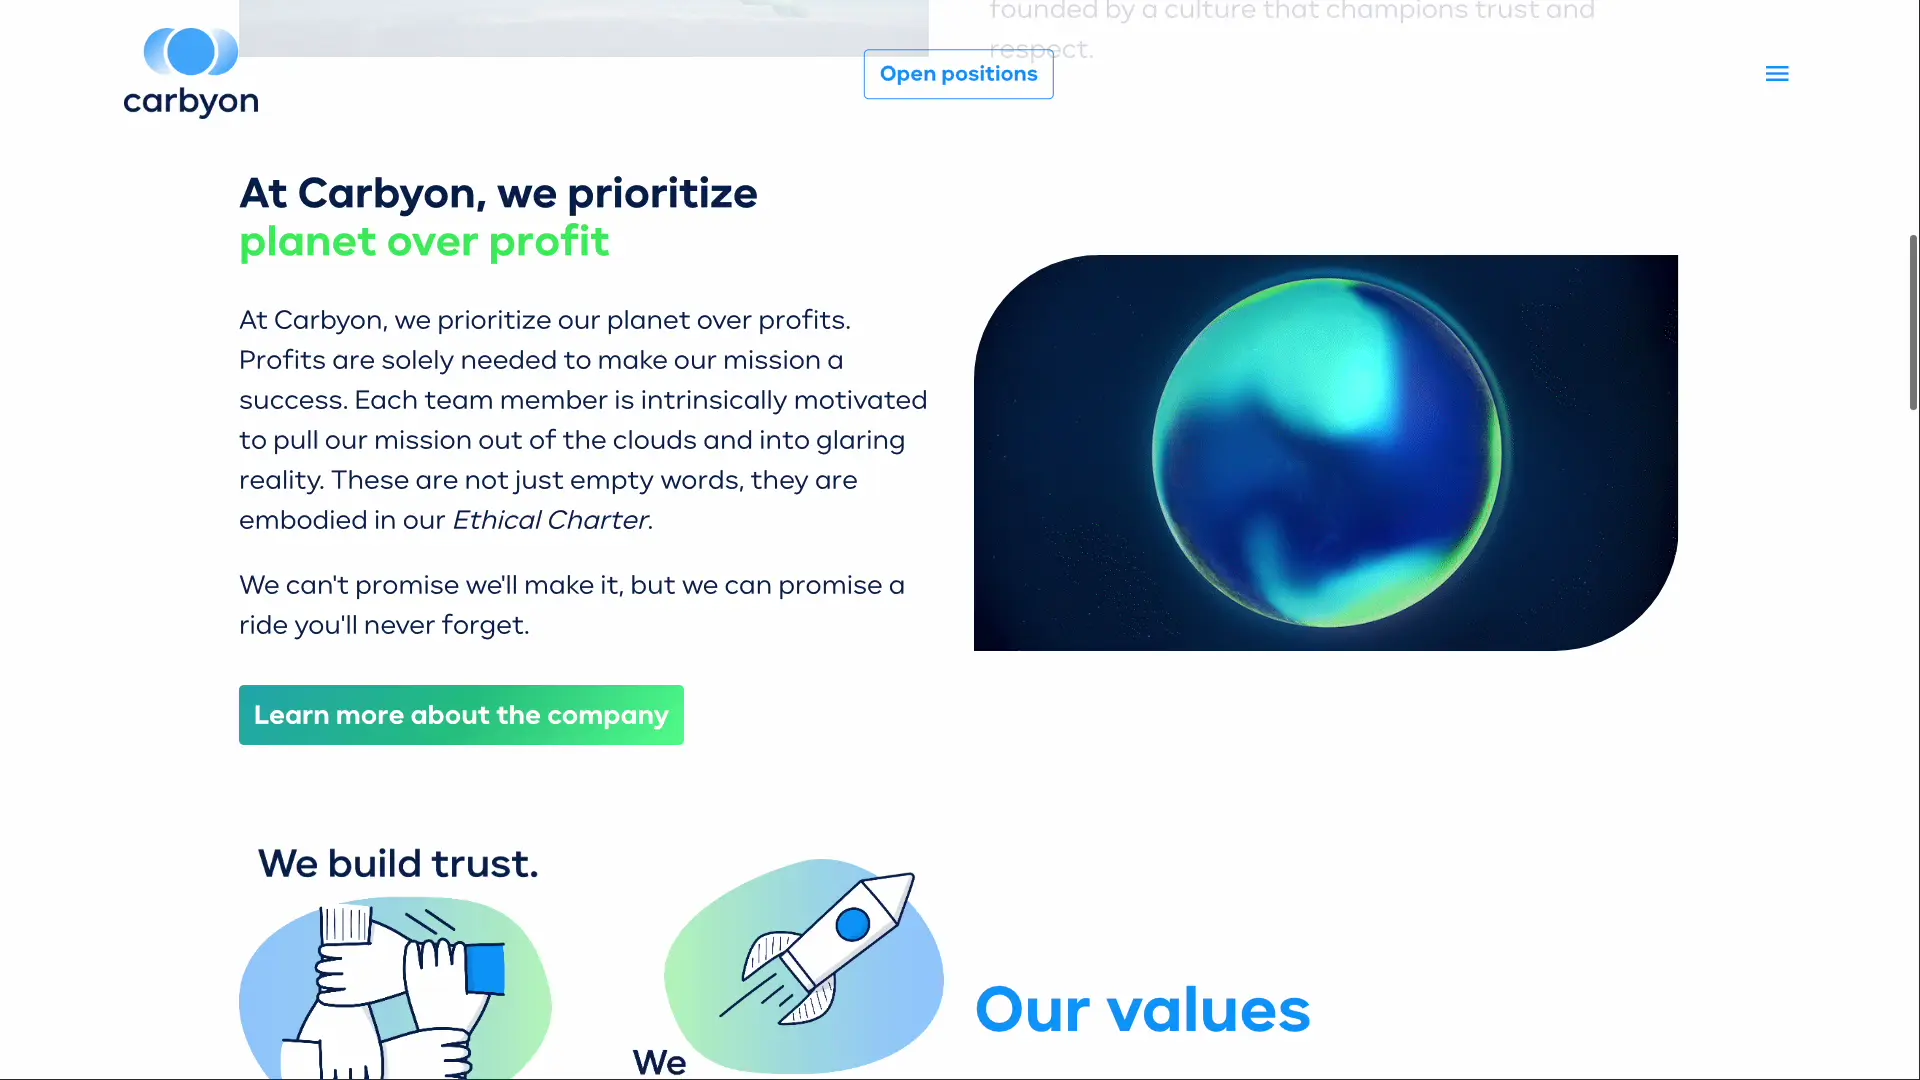 founded by a culture that champions trust and
respect.
carbyon
Open positions
At Carbyon, we prioritize
planet over profit
At Carbyon, we prioritize our planet over profits.
Profits are solely needed to make our mission a
success. Each team member is intrinsically motivated
to pull our mission out of the clouds and into glaring
reality. These are not just empty words, they are
embodied in our Ethical Charter.
We can't promise we'll make it, but we can promise a
ride you'll never forget.
Learn more about the company
We build trust.
We
Our values